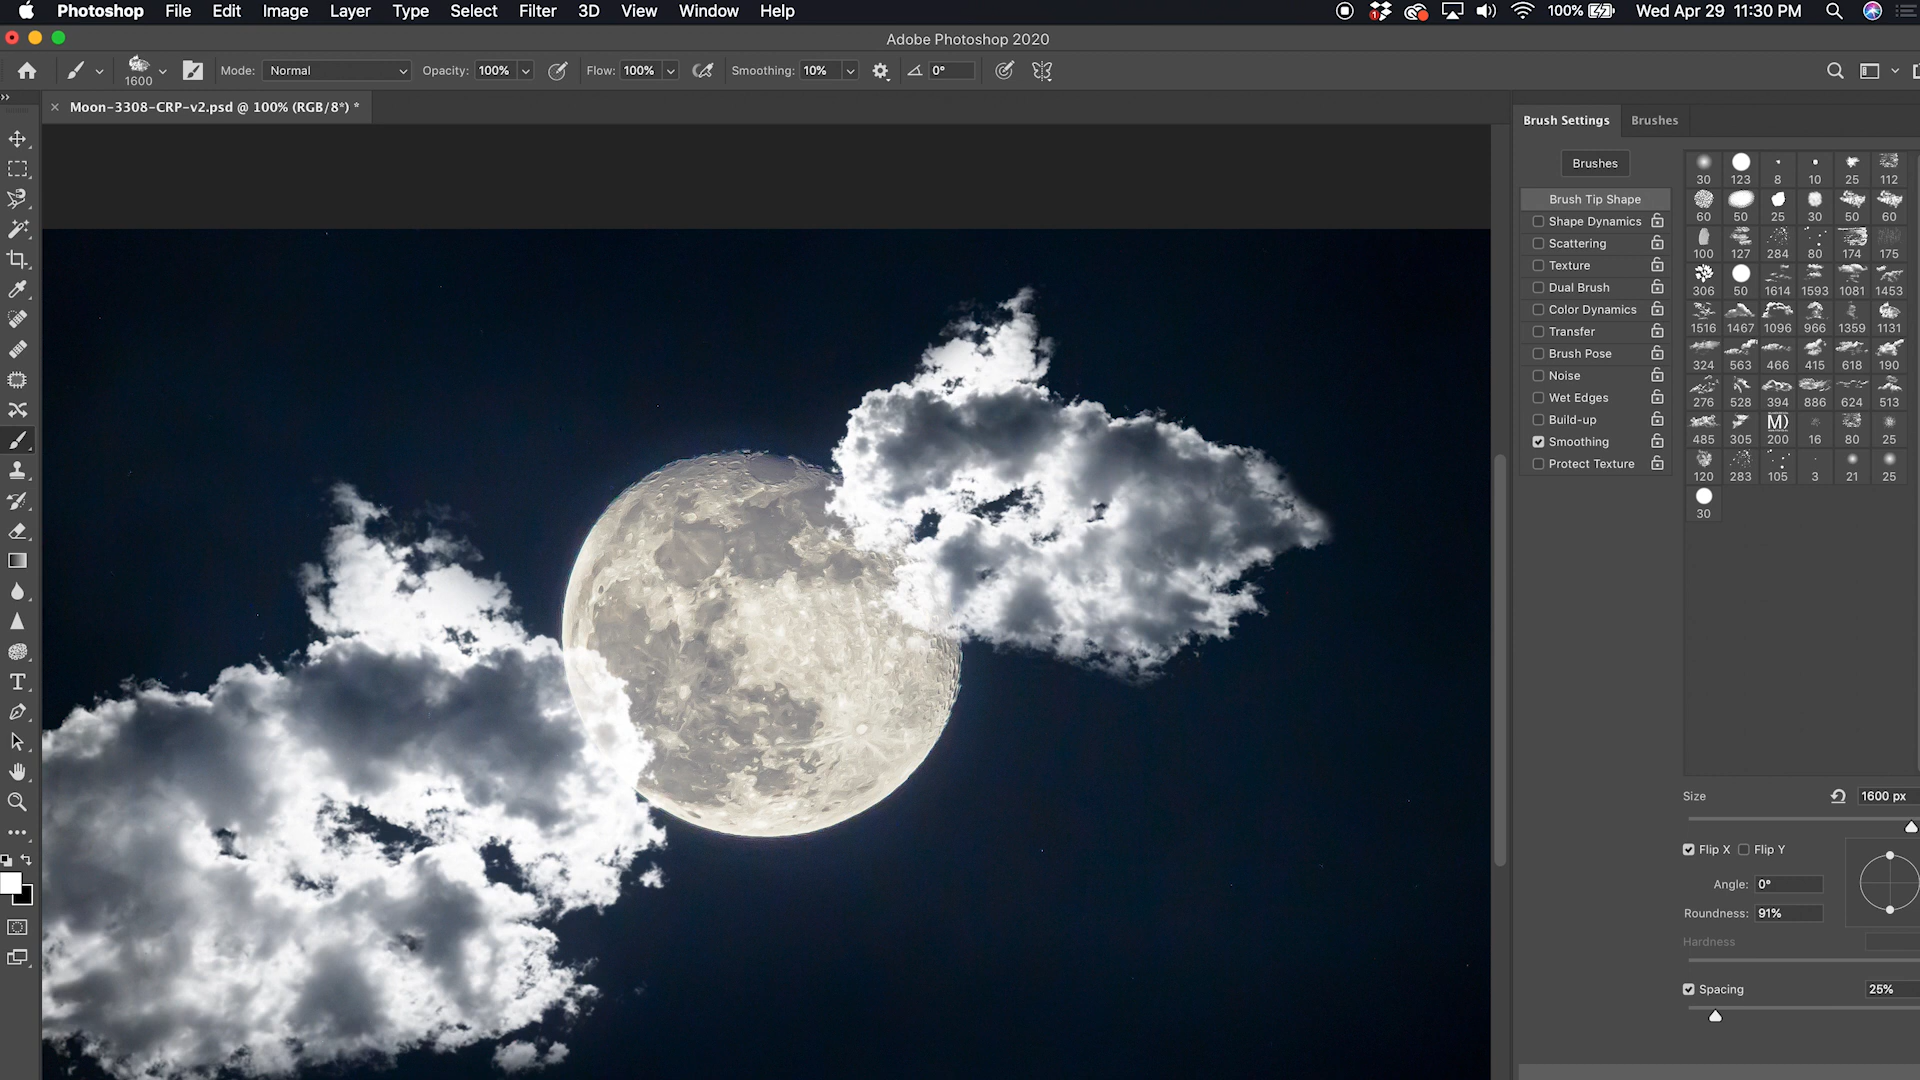 Photoshop File Edit Image Layer Type Select Filter 3D View Window Help 1 100% Wed Apr 29 11:30 PM
Adobe Photoshop 2020
1600 Mode: Normal Opacity: 100% Flow: 100% Smoothing: 10% 0°
× Moon-3308-CRP-v2.psd @ 100% (RGB/8*) *
Brush Settings Brushes
Brushes
Brush Tip Shape
Shape Dynamics
Scattering
Texture
Dual Brush
Color Dynamics
Transfer
Brush Pose
Noise
Wet Edges
Build-up
Smoothing
Protect Texture
30 123 8 10 25 112
60 50 25 30 50 60
100 127 284 80 174 175
306 50 1614 1593 1081 1453
1516 1467 1096 966 1359 1131
324 563 466 415 618 190
276 528 394 886 624 513
M)
485 305 200 16 80 25
120 283 105 3 21 25
30
Size 1600 px
Flip X Flip Y
Angle: 0°
Roundness: 91%
Hardness
Spacing 25%